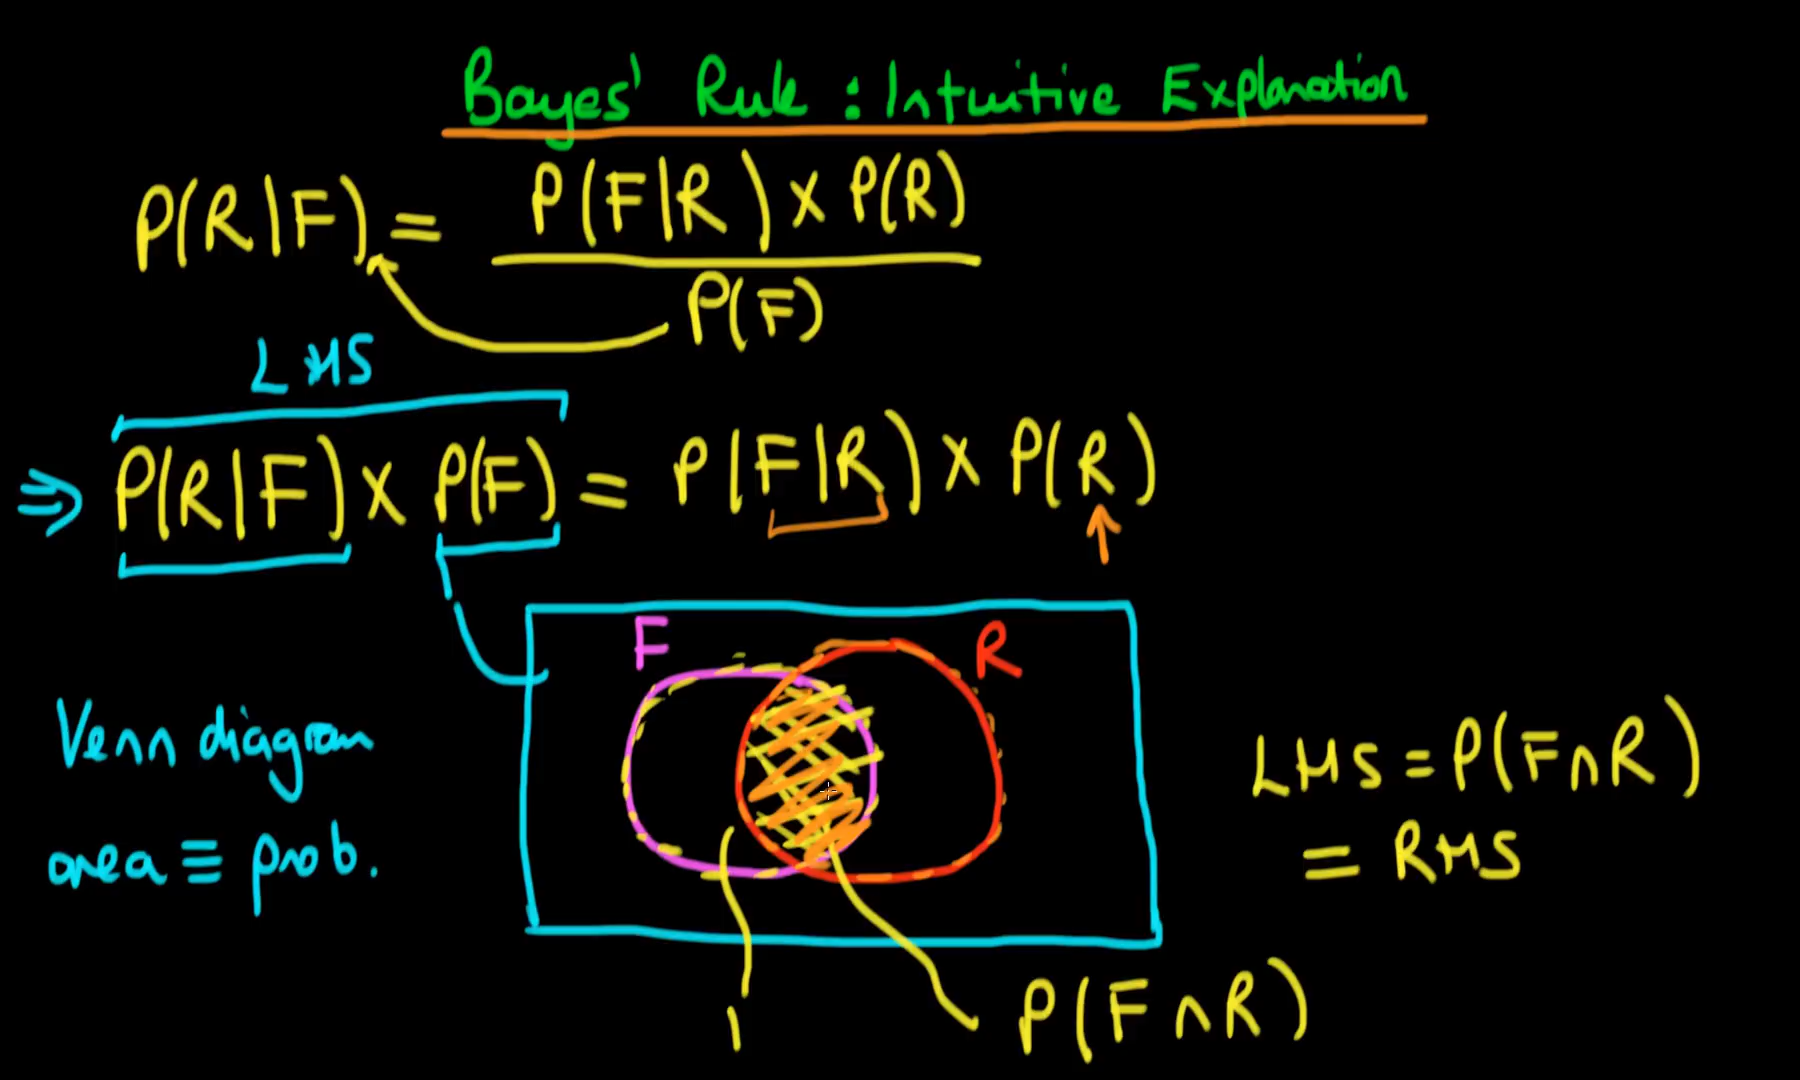 Bayes' Rule : Intuitive Explanation
P(R|F) = P(F|R) × P(R)
P(F)
LHS
⇒ P(R|F) × P(F) = P(F|R) × P(R)
F R
Venn diagram
area ≡ prob.
LHS = P(F∩R)
= RHS
1
P(F∩R)